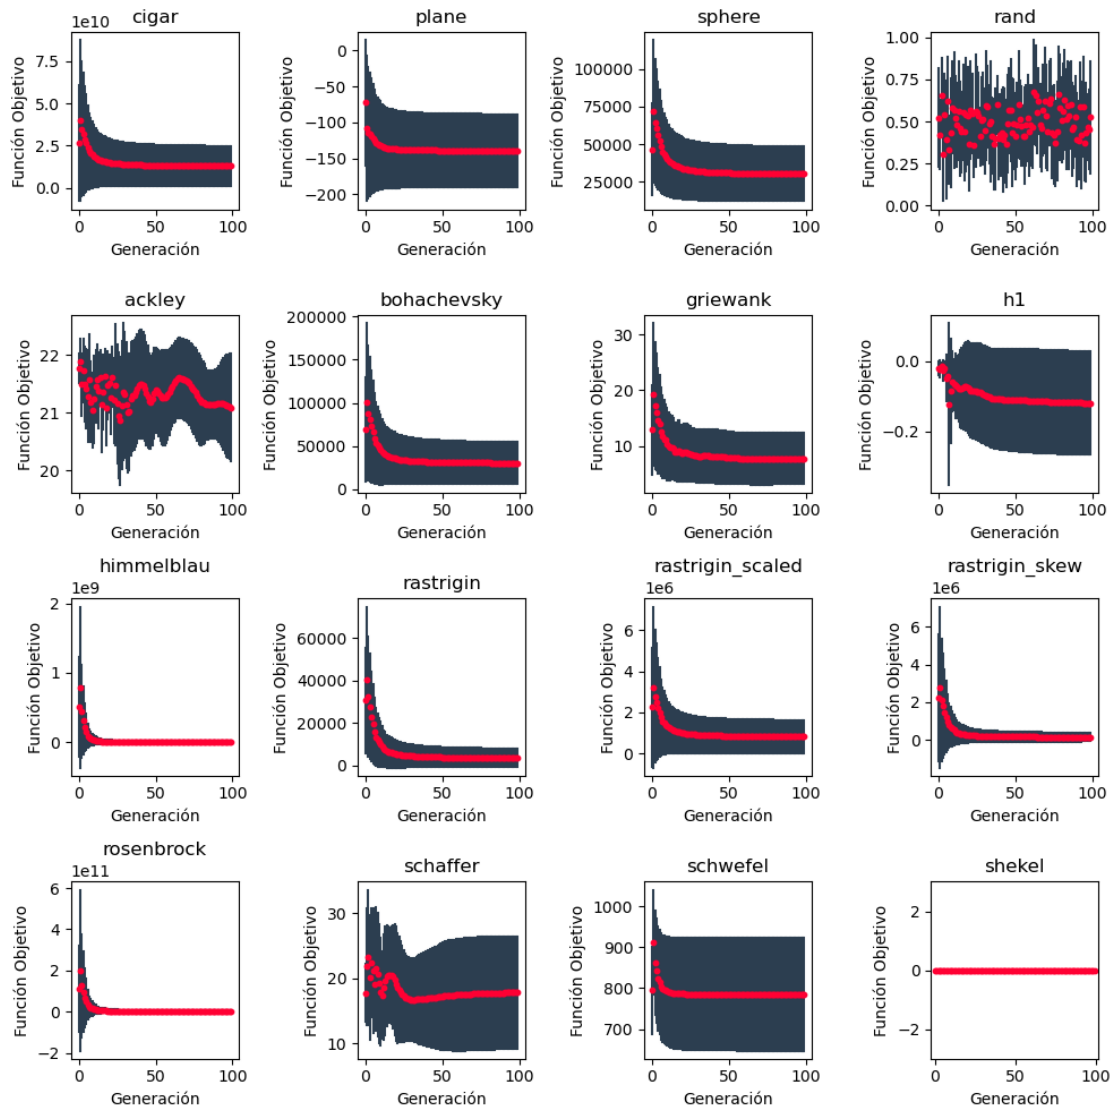 cigar
1e10
Función Objetivo
7.5
5.0
2.5
0.0
0
50
100
Generación
plane
Función Objetivo
0
−50
−100
−150
−200
0
50
100
Generación
sphere
Función Objetivo
100000
75000
50000
25000
0
50
100
Generación
rand
Función Objetivo
1.00
0.75
0.50
0.25
0.00
0
50
100
Generación
ackley
Función Objetivo
22
21
20
0
50
100
Generación
bohachevsky
Función Objetivo
200000
150000
100000
50000
0
0
50
100
Generación
griewank
Función Objetivo
30
20
10
0
50
100
Generación
h1
Función Objetivo
0.0
−0.2
0
50
100
Generación
himmelblau
1e9
Función Objetivo
2
1
0
0
50
100
Generación
rastrigin
Función Objetivo
60000
40000
20000
0
0
50
100
Generación
rastrigin_scaled
1e6
Función Objetivo
6
4
2
0
0
50
100
Generación
rastrigin_skew
1e6
Función Objetivo
6
4
2
0
0
50
100
Generación
rosenbrock
1e11
Función Objetivo
6
4
2
0
−2
0
50
100
Generación
schaffer
Función Objetivo
30
20
10
0
50
100
Generación
schwefel
Función Objetivo
1000
900
800
700
0
50
100
Generación
shekel
Función Objetivo
2
0
−2
0
50
100
Generación